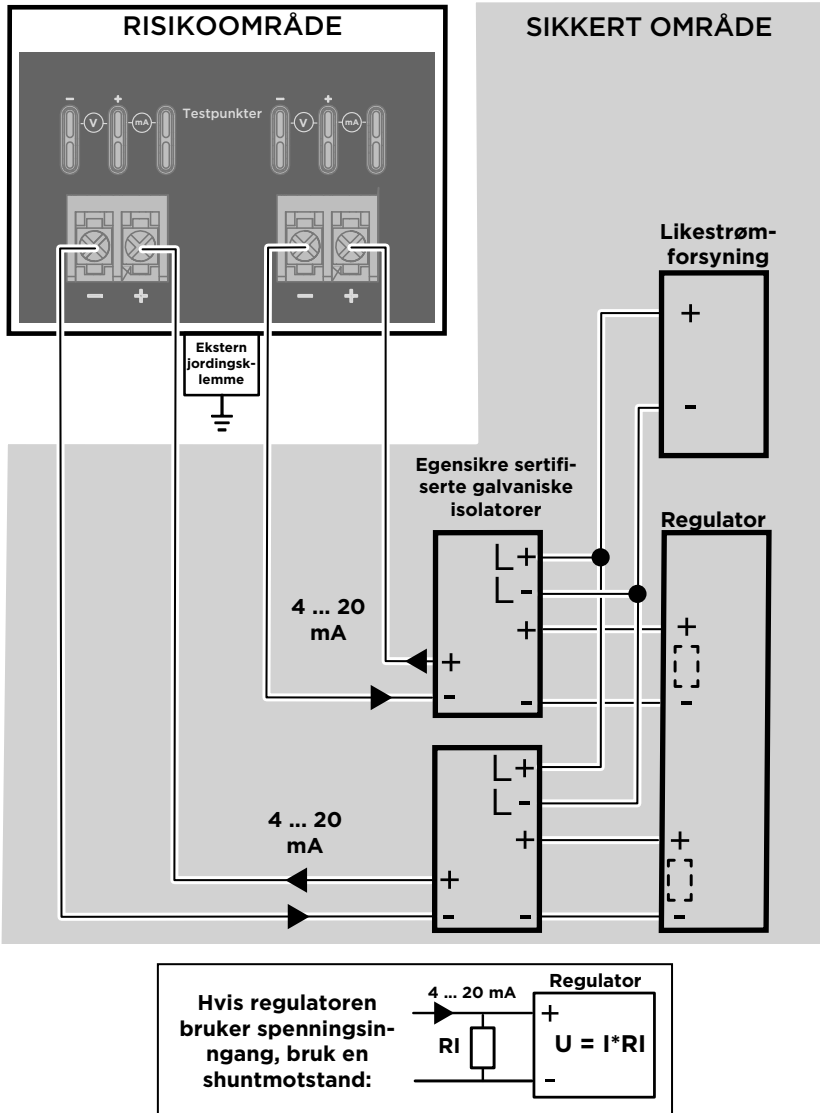 RISIKOOMRÅDE
SIKKERT OMRÅDE
- + Testpunkter - +
V mA V mA
- + - +
Ekstern
jordingsk-
lemme
Likestrøm-
forsyning
+
-
Egensikre sertifi-
serte galvaniske
isolatorer
Regulator
L+
L-
4 ... 20
mA
+ +
+
- - -
L+
L-
4 ... 20
mA
+ +
+
- - -
Hvis regulatoren
bruker spenningsin-
ngang, bruk en
shuntmotstand:
4 ... 20 mA
Regulator
+
RI
U = I*RI
-